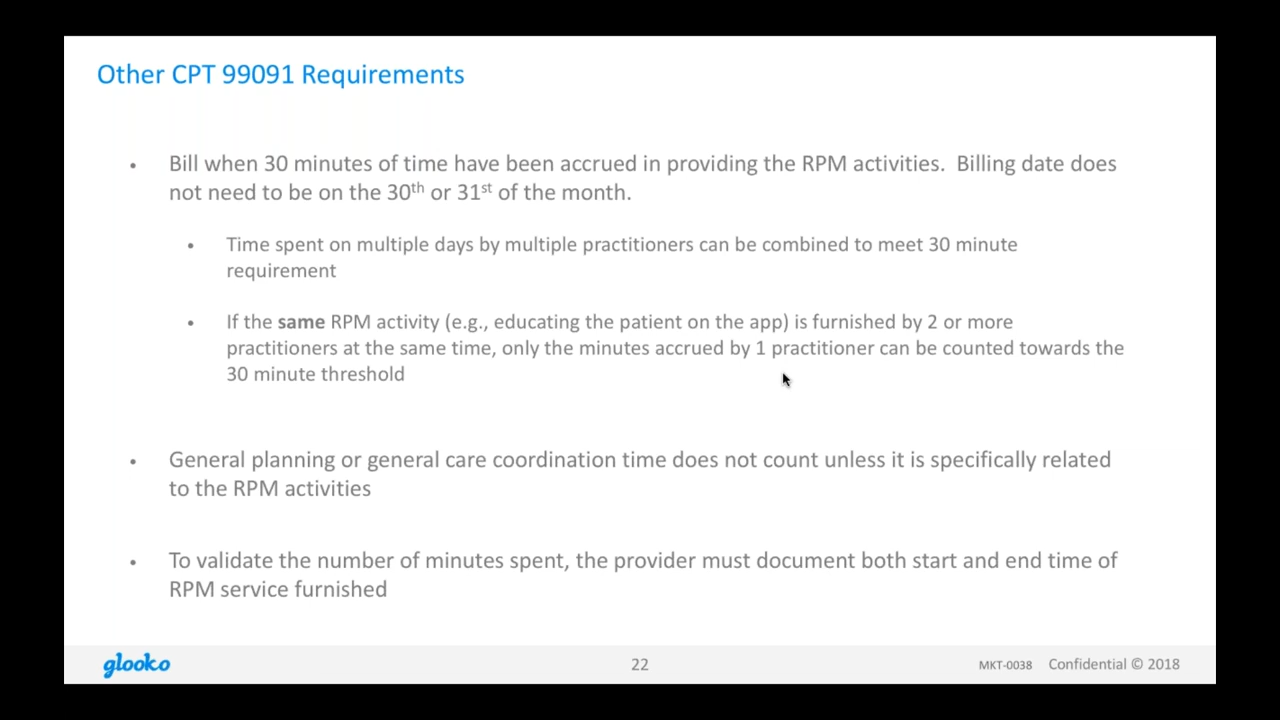 Other CPT 99091 Requirements
• Bill when 30 minutes of time have been accrued in providing the RPM activities.  Billing date does
not need to be on the 30th or 31st of the month.
• Time spent on multiple days by multiple practitioners can be combined to meet 30 minute
requirement
• If the same RPM activity (e.g., educating the patient on the app) is furnished by 2 or more
practitioners at the same time, only the minutes accrued by 1 practitioner can be counted towards the
30 minute threshold
• General planning or general care coordination time does not count unless it is specifically related
to the RPM activities
• To validate the number of minutes spent, the provider must document both start and end time of
RPM service furnished
glooko 22 MKT-0038 Confidential © 2018